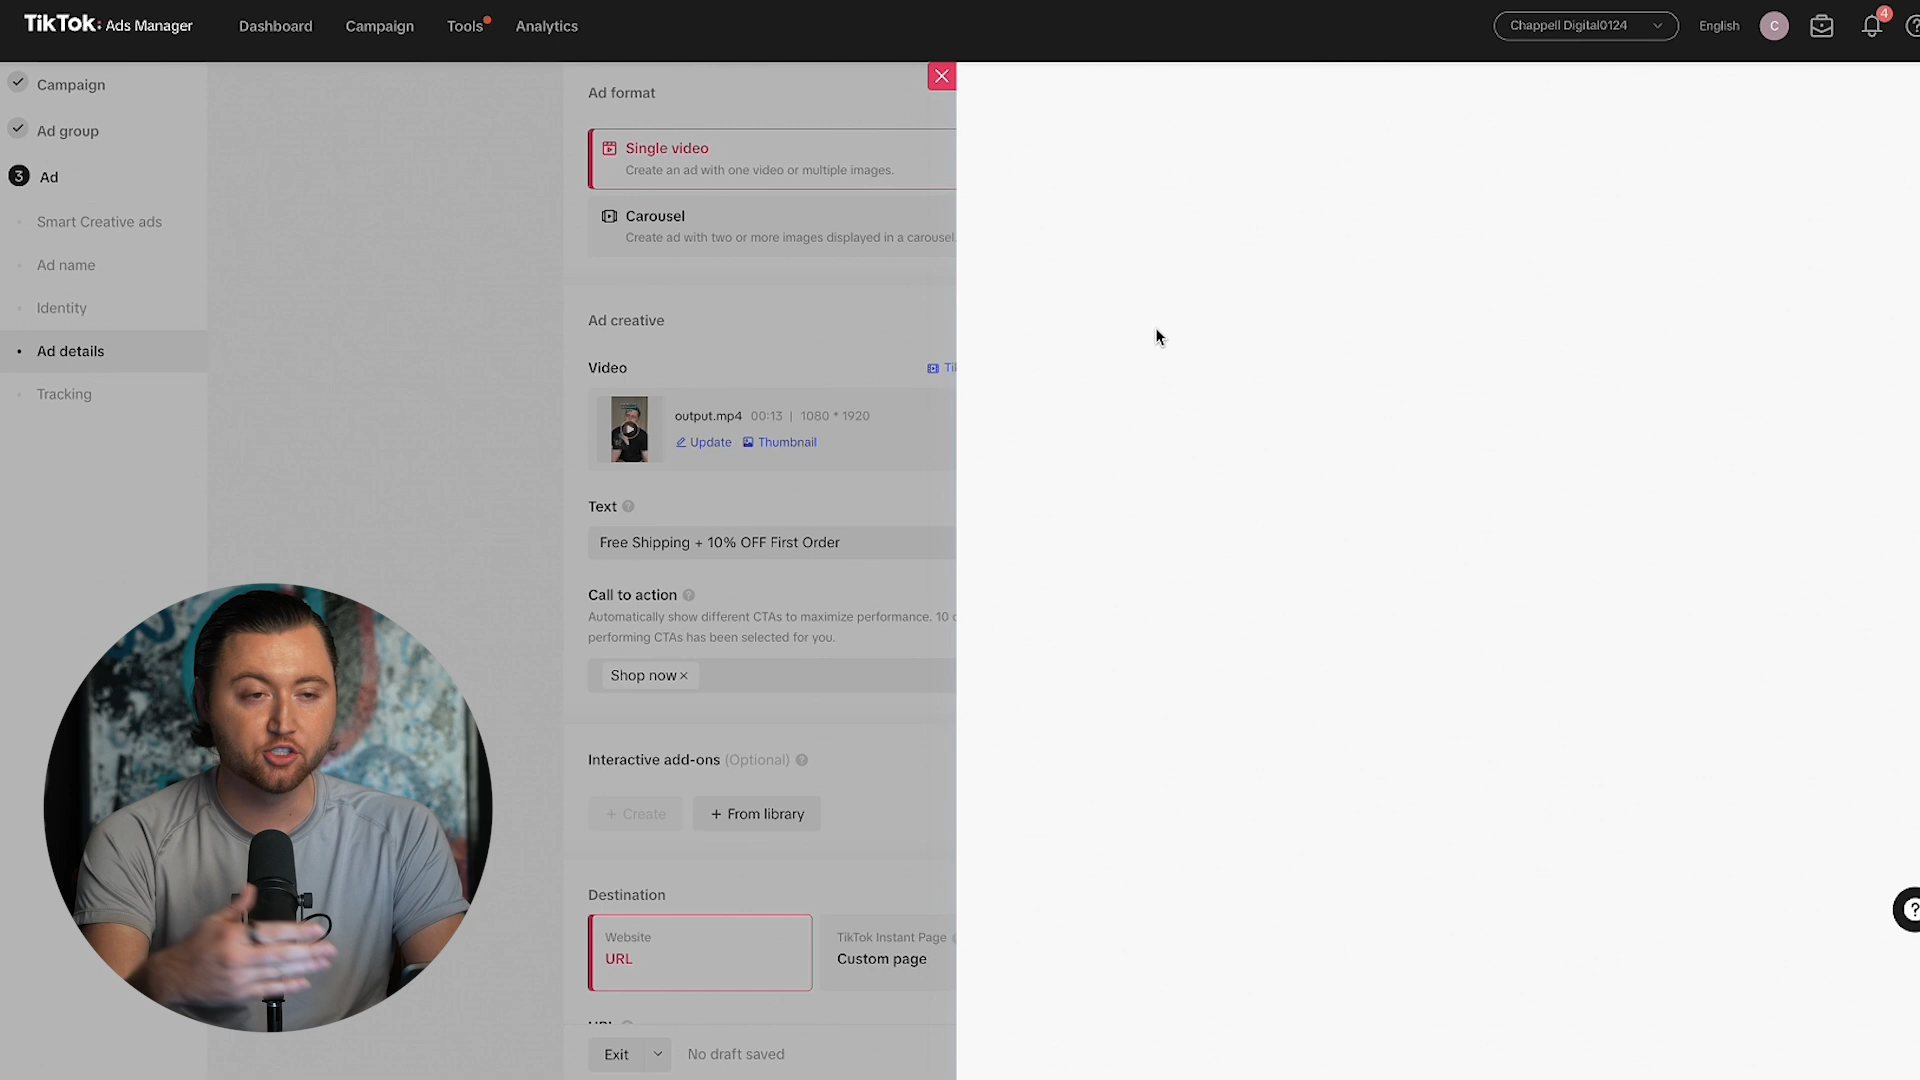 TikTok: Ads Manager
Dashboard
Campaign
Tools
Analytics
Chappell Digital0124
English
C
4
Campaign
Ad group
3 Ad
Smart Creative ads
Ad name
Identity
Ad details
Tracking
Ad format
Single video
Create an ad with one video or multiple images.
Carousel
Create ad with two or more images displayed in a carousel.
Ad creative
Video
output.mp4 00:13 | 1080 * 1920
Update Thumbnail
Text ?
Free Shipping + 10% OFF First Order
Call to action ?
Automatically show different CTAs to maximize performance. 10
performing CTAs has been selected for you.
Shop now ×
Interactive add-ons (Optional) ?
+ Create + From library
Destination
Website
URL
TikTok Instant Page
Custom page
Exit
No draft saved
?